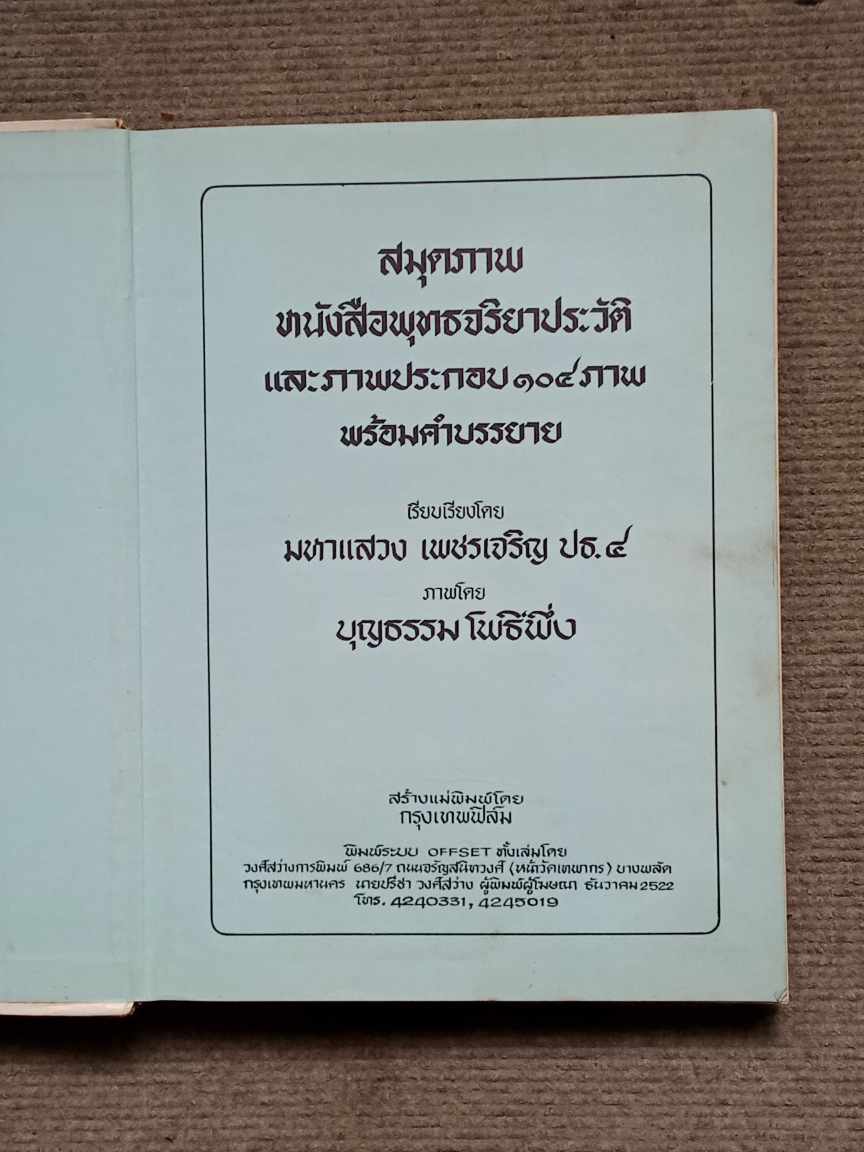 สมุดภาพ
หนังสือพุทธจริยาประวัติ
และภาพประกอบ๑๐๔ภาพ
พร้อมคำบรรยาย
เรียบเรียงโดย
มหาแสวง เพชรเจริญ ปธ.๔
ภาพโดย
บุญธรรม โพธิ์พึ่ง
สร้างแม่พิมพ์โดย
กรุงเทพฟิล์ม
พิมพ์ระบบ OFFSET ทั้งเล่มโดย
วงศ์สว่างการพิมพ์ 686/7 ถนนจรัญสนิทวงศ์ (หน้าวัดเทพากร) บางพลัด
กรุงเทพมหานคร นายปรีชา วงศ์สว่าง ผู้พิมพ์ผู้โฆษณา ธันวาคม 2522
โทร. 4240331, 4245019